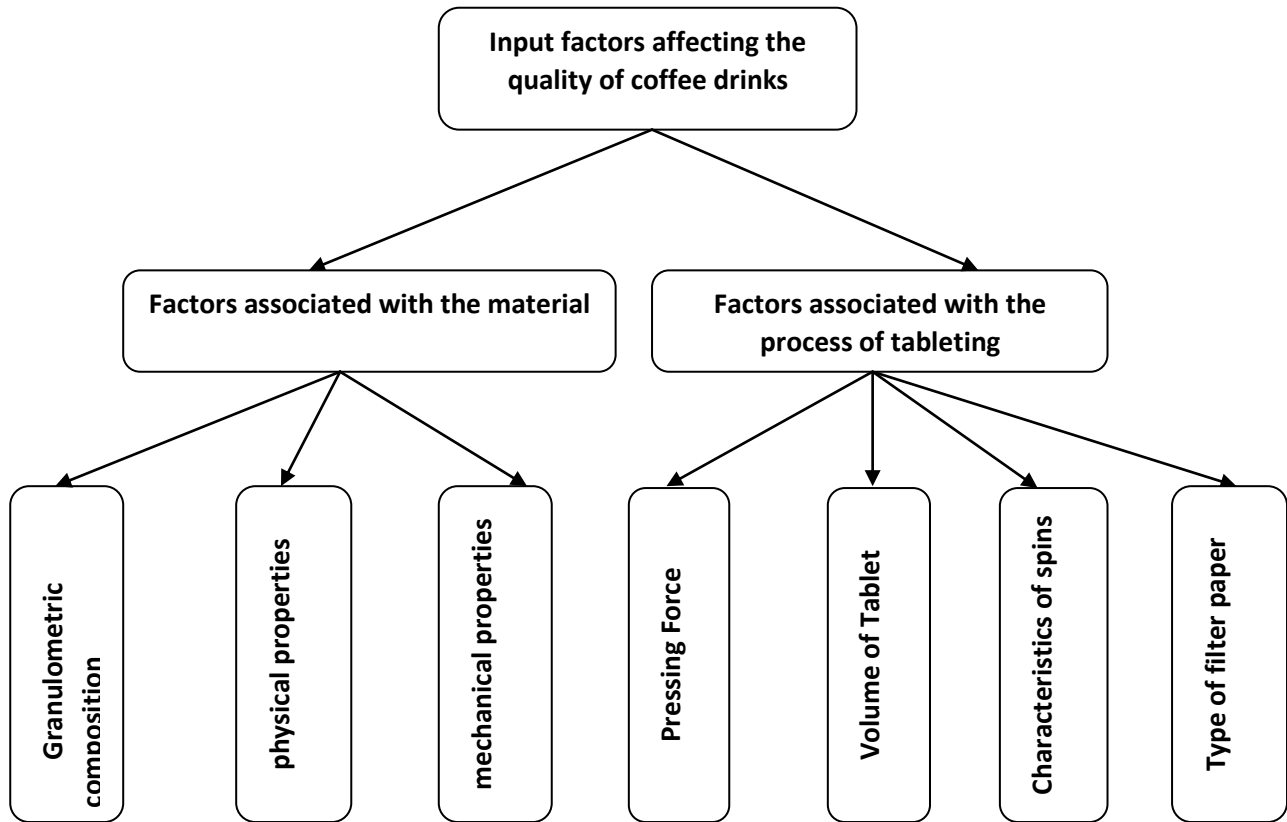 Input factors affecting the
quality of coffee drinks
Factors associated with the material
Factors associated with the
process of tableting
Granulometric
composition
physical properties
mechanical properties
Pressing Force
Volume of Tablet
Characteristics of spins
Type of filter paper